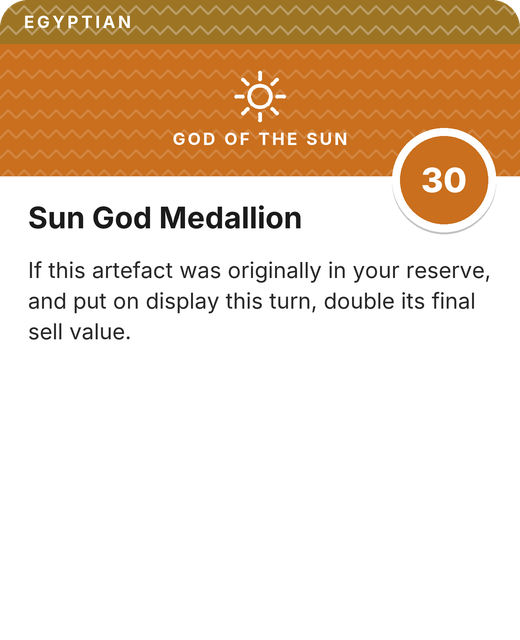 EGYPTIAN
GOD OF THE SUN
30
Sun God Medallion
If this artefact was originally in your reserve,
and put on display this turn, double its final
sell value.